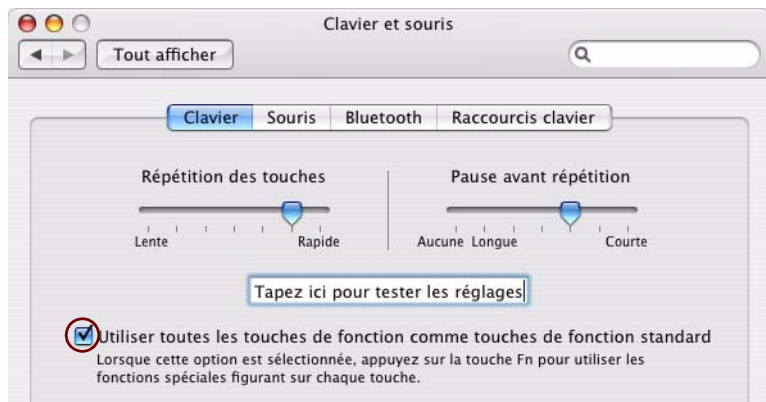 Clavier et souris
Tout afficher
Clavier Souris Bluetooth Raccourcis clavier
Répétition des touches Pause avant répétition
Lente Rapide Aucune Longue Courte
Tapez ici pour tester les réglages
Utiliser toutes les touches de fonction comme touches de fonction standard
Lorsque cette option est sélectionnée, appuyez sur la touche Fn pour utiliser les
fonctions spéciales figurant sur chaque touche.